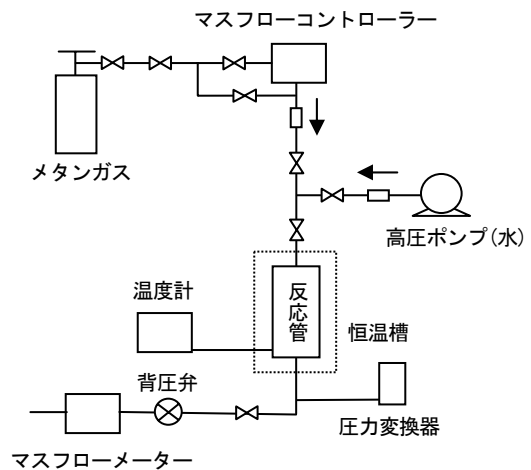 マスフローコントローラー
メタンガス
高圧ポンプ(水)
温度計
反応管
恒温槽
背圧弁
圧力変換器
マスフローメーター